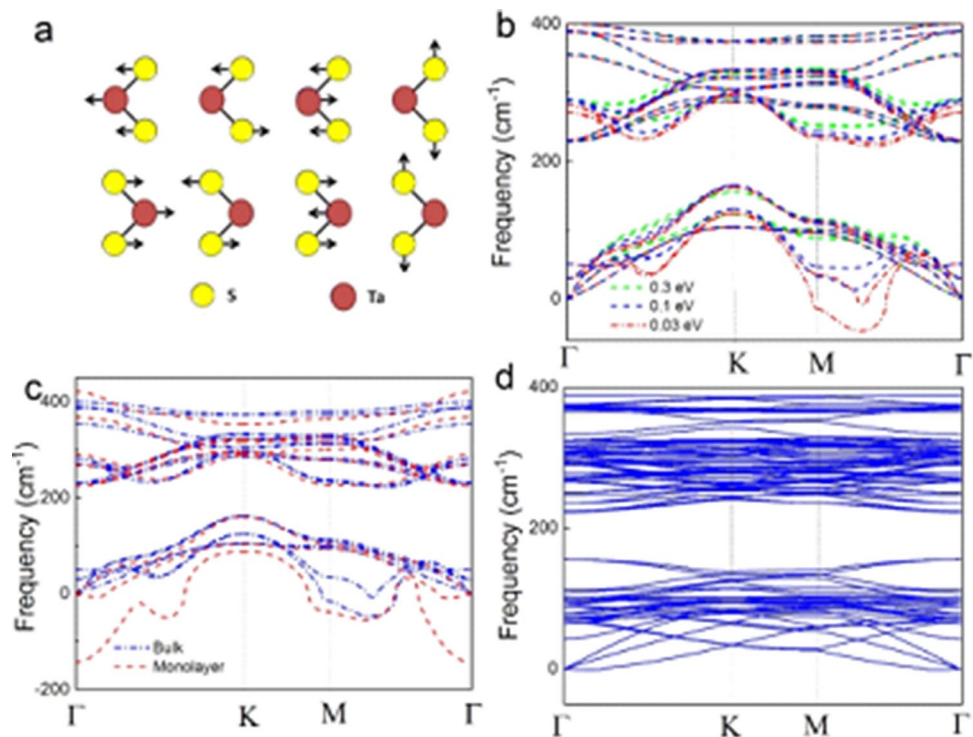 a
S
Ta
b
Frequency (cm⁻¹)
400
200
0
0.3 eV
0.1 eV
0.03 eV
Γ K M Γ
c
Frequency (cm⁻¹)
400
200
0
-200
Bulk
Monolayer
Γ K M Γ
d
Frequency (cm⁻¹)
400
200
0
Γ K M Γ